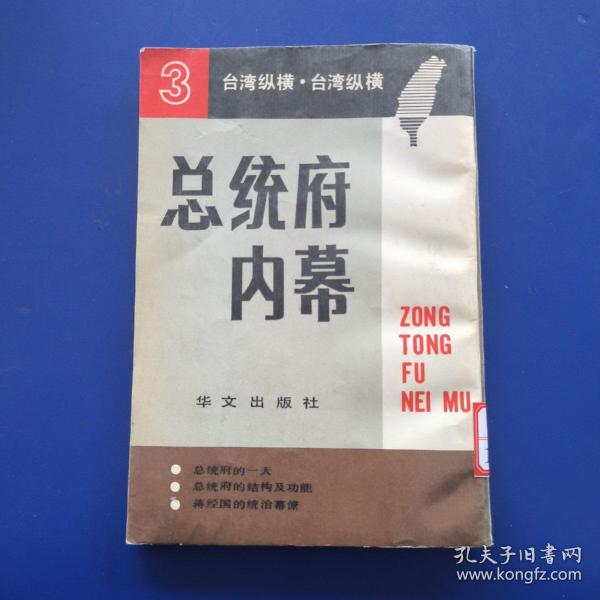 3
台湾纵横·台湾纵横
总统府
内幕
ZONG
TONG
FU
NEI MU
华文出版社
● 总统府的一天
● 总统府的结构及功能
● 蒋经国的统治幕僚
孔夫子旧书网
www.kongfz.com